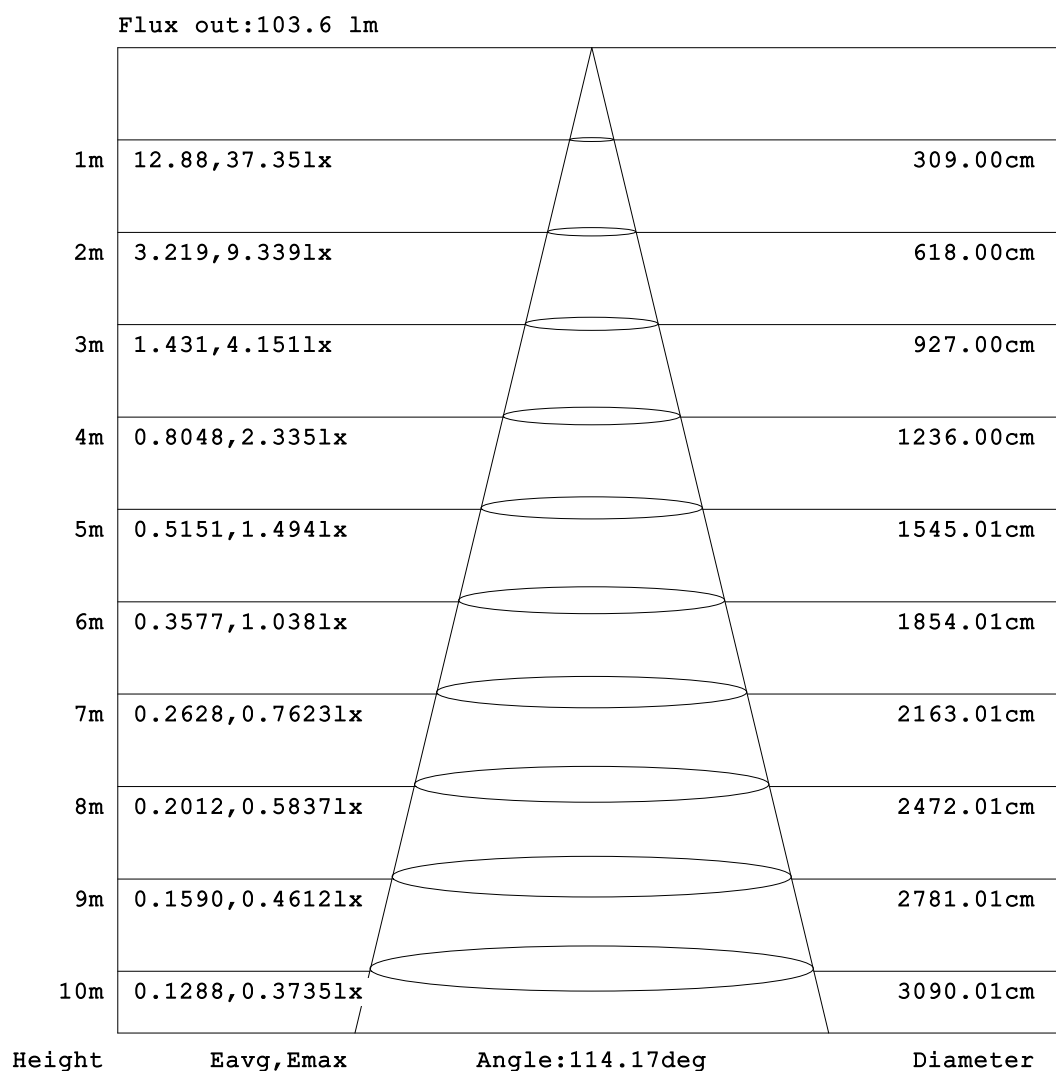 Flux out:103.6 lm
1m 12.88,37.35lx 309.00cm
2m 3.219,9.339lx 618.00cm
3m 1.431,4.151lx 927.00cm
4m 0.8048,2.335lx 1236.00cm
5m 0.5151,1.494lx 1545.01cm
6m 0.3577,1.038lx 1854.01cm
7m 0.2628,0.7623lx 2163.01cm
8m 0.2012,0.5837lx 2472.01cm
9m 0.1590,0.4612lx 2781.01cm
10m 0.1288,0.3735lx 3090.01cm
Height Eavg,Emax Angle:114.17deg Diameter